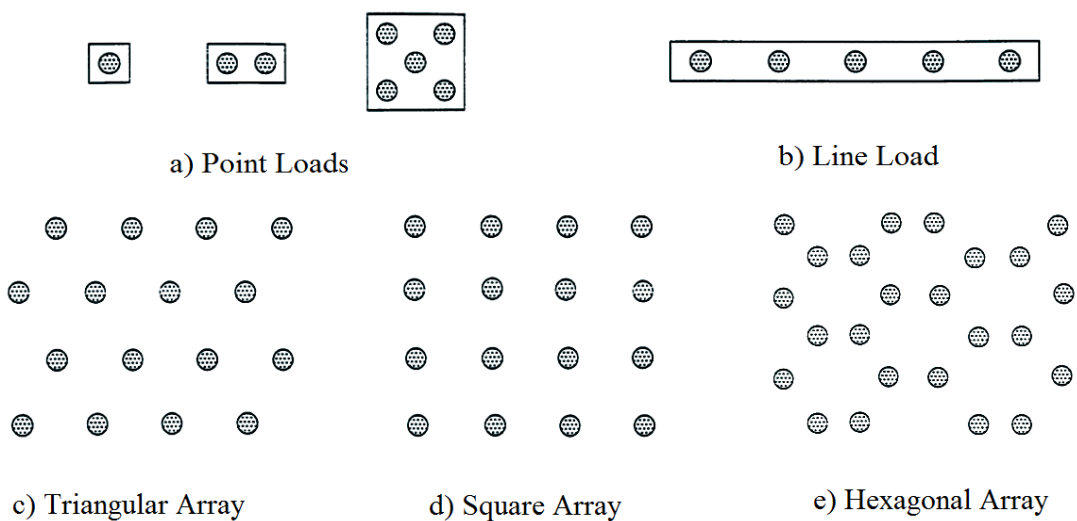 a) Point Loads
b) Line Load
c) Triangular Array
d) Square Array
e) Hexagonal Array